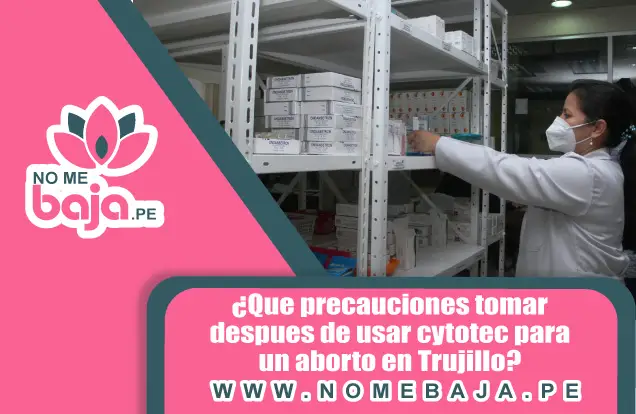 NO ME
baja.PE
¿Que precauciones tomar
despues de usar cytotec para
un aborto en Trujillo?
WWW.NOMEBAJA.PE